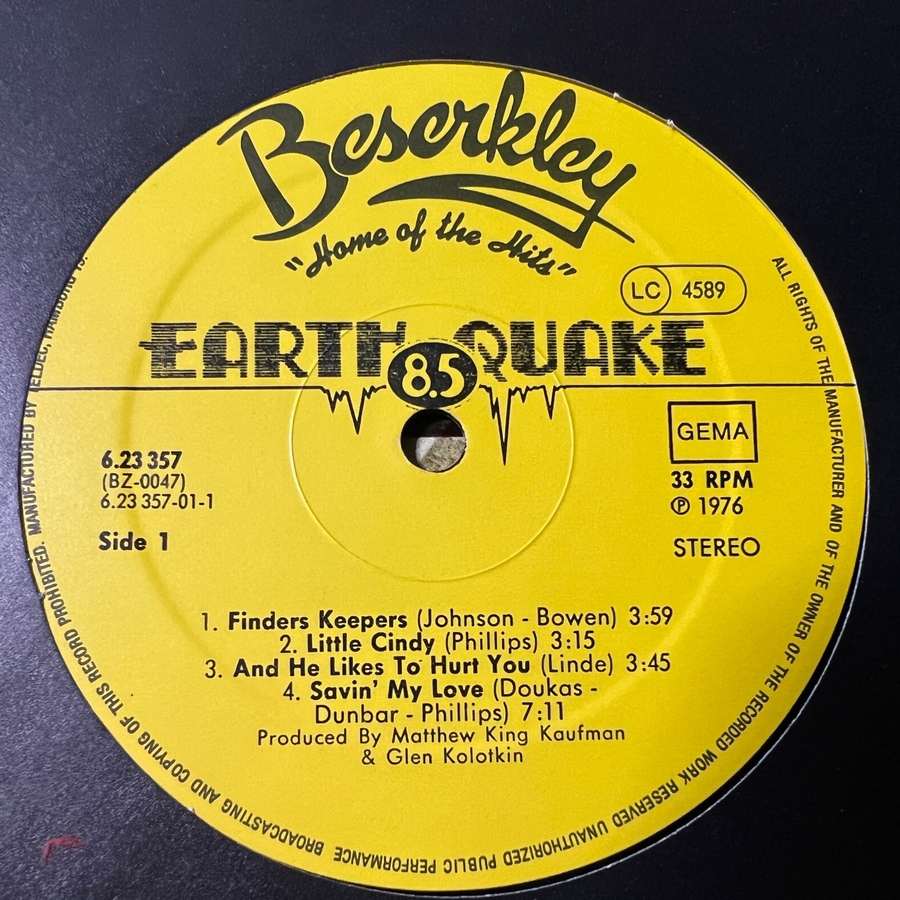 Beserkley
"Home of the Hits"
LC 4589
EARTH QUAKE
8.5
6.23 357
(BZ-0047)
6.23 357-01-1
Side 1
GEMA
33 RPM
℗ 1976
STEREO
1. Finders Keepers (Johnson - Bowen) 3:59
2. Little Cindy (Phillips) 3:15
3. And He Likes To Hurt You (Linde) 3:45
4. Savin' My Love (Doukas -
Dunbar - Phillips) 7:11
Produced By Matthew King Kaufman
& Glen Kolotkin
ALL RIGHTS OF THE MANUFACTURER AND OF THE OWNER OF THE RECORDED WORK RESERVED UNAUTHORIZED PUBLIC PERFORMANCE BROADCASTING AND COPYING OF THIS RECORD PROHIBITED. MANUFACTURED BY TELDEC, HAMBURG